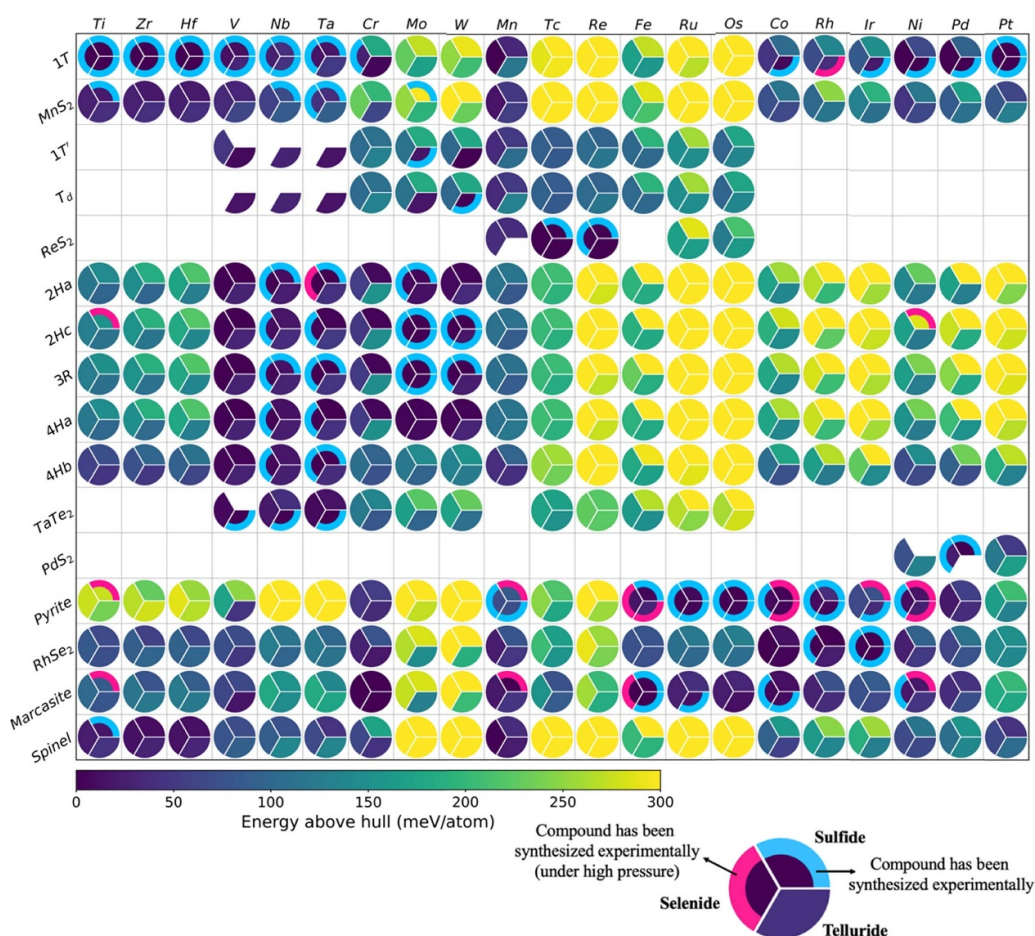 Ti Zr Hf V Nb Ta Cr Mo W Mn Tc Re Fe Ru Os Co Rh Ir Ni Pd Pt
1T
MnS₂
1T'
T_d
ReS₂
2Ha
2Hc
3R
4Ha
4Hb
TaTe₂
PdS₂
Pyrite
RhSe₂
Marcasite
Spinel
0 50 100 150 200 250 300
Energy above hull (meV/atom)
Compound has been
synthesized experimentally
(under high pressure)
Sulfide
Compound has been
synthesized experimentally
Selenide
Telluride